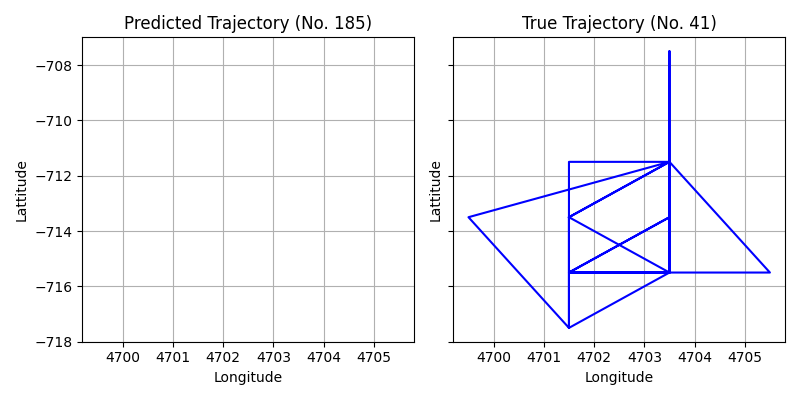 Predicted Trajectory (No. 185)
True Trajectory (No. 41)
Lattitude
−708
−710
−712
−714
−716
−718
4700 4701 4702 4703 4704 4705
Longitude
Lattitude
4700 4701 4702 4703 4704 4705
Longitude